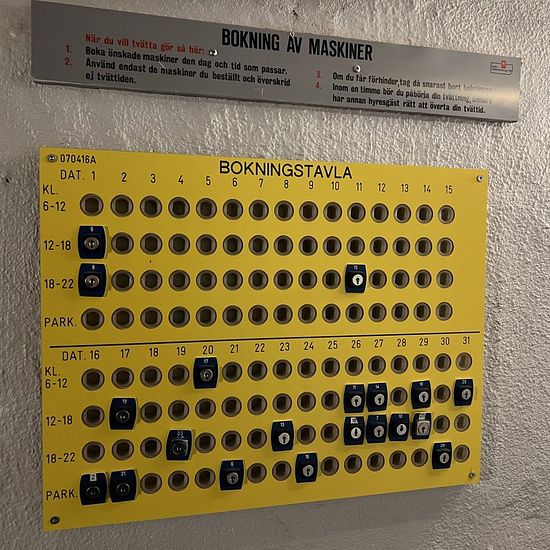 BOKNING AV MASKINER
När du vill tvätta gör så här:
1. Boka önskade maskiner den dag och tid som passar.
2. Använd endast de maskiner du beställt och överskrid
ej tvättiden.
3. Om du får förhinder, tag då snarast bort bokningen.
4. Inom en timme bör du påbörja din tvättning, annars
har annan hyresgäst rätt att överta din tvättid.
070416A
BOKNINGSTAVLA
DAT. 1 2 3 4 5 6 7 8 9 10 11 12 13 14 15
KL.
6-12
12-18
18-22
PARK.
DAT. 16 17 18 19 20 21 22 23 24 25 26 27 28 29 30 31
KL.
6-12
12-18
18-22
PARK.